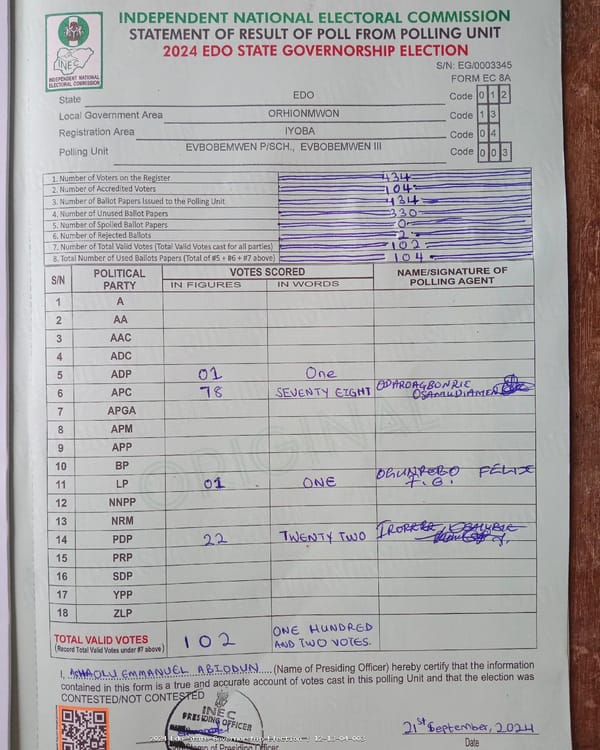 INDEPENDENT NATIONAL ELECTORAL COMMISSION
STATEMENT OF RESULT OF POLL FROM POLLING UNIT
2024 EDO STATE GOVERNORSHIP ELECTION
INEC
INDEPENDENT NATIONAL
ELECTORAL COMMISSION
S/N: EG/0003345
FORM EC 8A
State EDO Code 0 1 2
Local Government Area ORHIONMWON Code 1 3
Registration Area IYOBA Code 0 4
Polling Unit EVBOBEMWEN P/SCH., EVBOBEMWEN III Code 0 0 3
1. Number of Voters on the Register 434
2. Number of Accredited Voters 104
3. Number of Ballot Papers Issued to the Polling Unit 434
4. Number of Unused Ballot Papers 330
5. Number of Spoiled Ballot Papers 0
6. Number of Rejected Ballots 2
7. Number of Total Valid Votes (Total Valid Votes cast for all parties) 102
8. Total Number of Used Ballots Papers (Total of #5 + #6 + #7 above) 104
S/N POLITICAL PARTY VOTES SCORED NAME/SIGNATURE OF POLLING AGENT
IN FIGURES IN WORDS
1 A
2 AA
3 AAC
4 ADC
5 ADP 01 One
6 APC 78 SEVENTY EIGHT
7 APGA
8 APM
9 APP
10 BP
11 LP 01 ONE FELIX
12 NNPP
13 NRM
14 PDP 22 TWENTY TWO
15 PRP
16 SDP
17 YPP
18 ZLP
ORIGINAL
TOTAL VALID VOTES 102 ONE HUNDRED
(Record Total Valid Votes under #7 above) AND TWO VOTES.
I, EMMANUEL ABIODUN (Name of Presiding Officer) hereby certify that the information
contained in this form is a true and accurate account of votes cast in this polling Unit and that the election was
CONTESTED/NOT CONTESTED
INEC
PRESIDING OFFICER
21st September, 2024
Date
of Presiding Officer